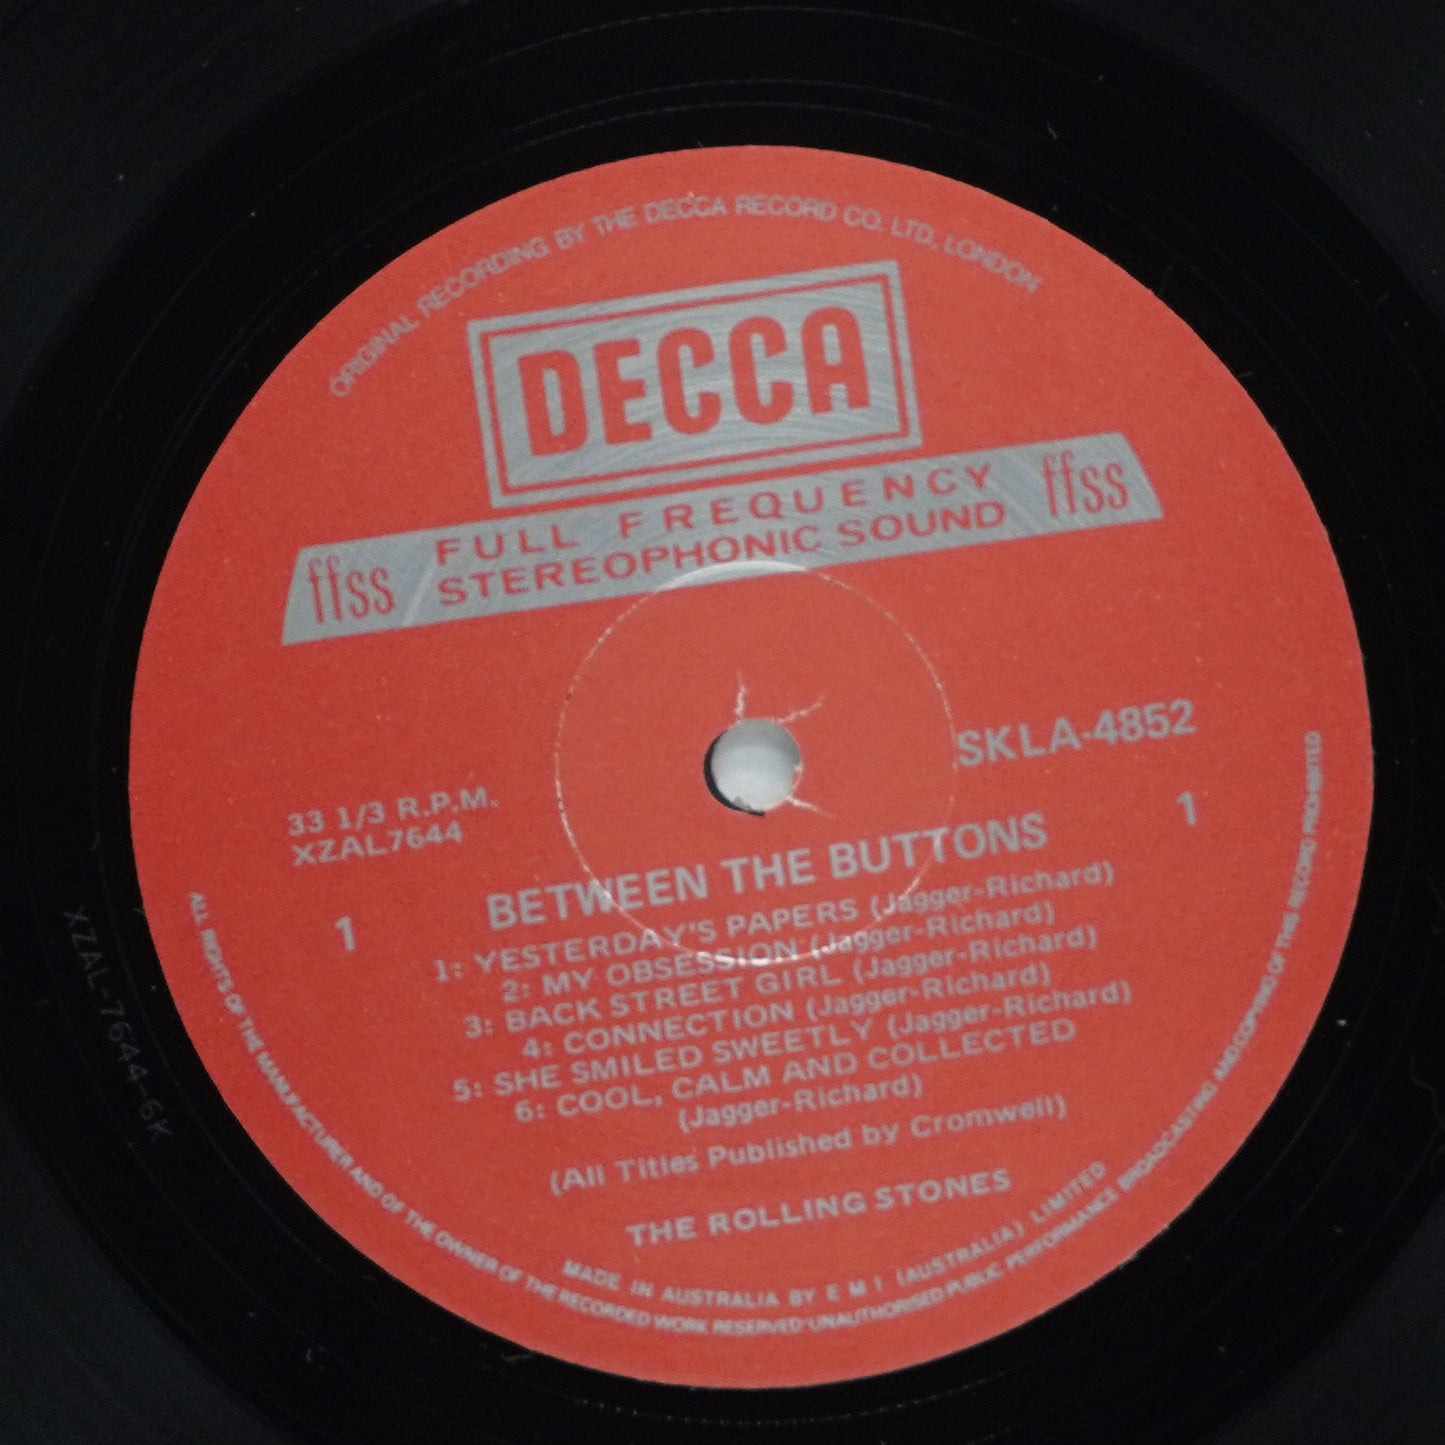 ORIGINAL RECORDING BY THE DECCA RECORD CO. LTD. LONDON
DECCA
ffss FULL FREQUENCY ffss
STEREOPHONIC SOUND
SKLA-4852
33 1/3 R.P.M.
XZAL7644
1
1
BETWEEN THE BUTTONS
1: YESTERDAY'S PAPERS (Jagger-Richard)
2: MY OBSESSION (Jagger-Richard)
3: BACK STREET GIRL (Jagger-Richard)
4: CONNECTION (Jagger-Richard)
5: SHE SMILED SWEETLY (Jagger-Richard)
6: COOL, CALM AND COLLECTED
(Jagger-Richard)
(All Titles Published by Cromwell)
THE ROLLING STONES
MADE IN AUSTRALIA BY E M I (AUSTRALIA) LIMITED
ALL RIGHTS OF THE MANUFACTURER AND OF THE OWNER OF THE RECORDED WORK RESERVED UNAUTHORISED PUBLIC PERFORMANCE BROADCASTING AND COPYING OF THIS RECORD PROHIBITED
XZAL-7644-6K